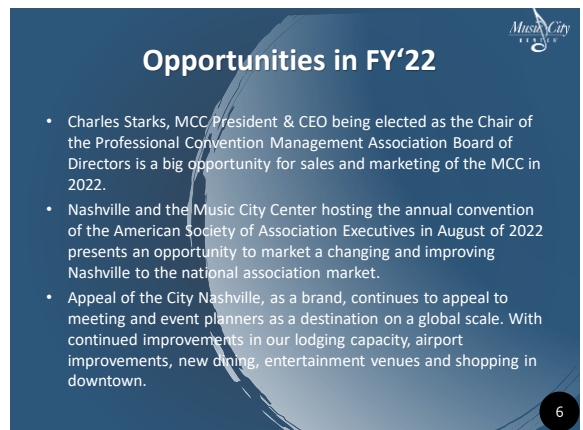 Music City
CENTER
Opportunities in FY‘22
• Charles Starks, MCC President & CEO being elected as the Chair of
the Professional Convention Management Association Board of
Directors is a big opportunity for sales and marketing of the MCC in
2022.
• Nashville and the Music City Center hosting the annual convention
of the American Society of Association Executives in August of 2022
presents an opportunity to market a changing and improving
Nashville to the national association market.
• Appeal of the City Nashville, as a brand, continues to appeal to
meeting and event planners as a destination on a global scale. With
continued improvements in our lodging capacity, airport
improvements, new dining, entertainment venues and shopping in
downtown.
6